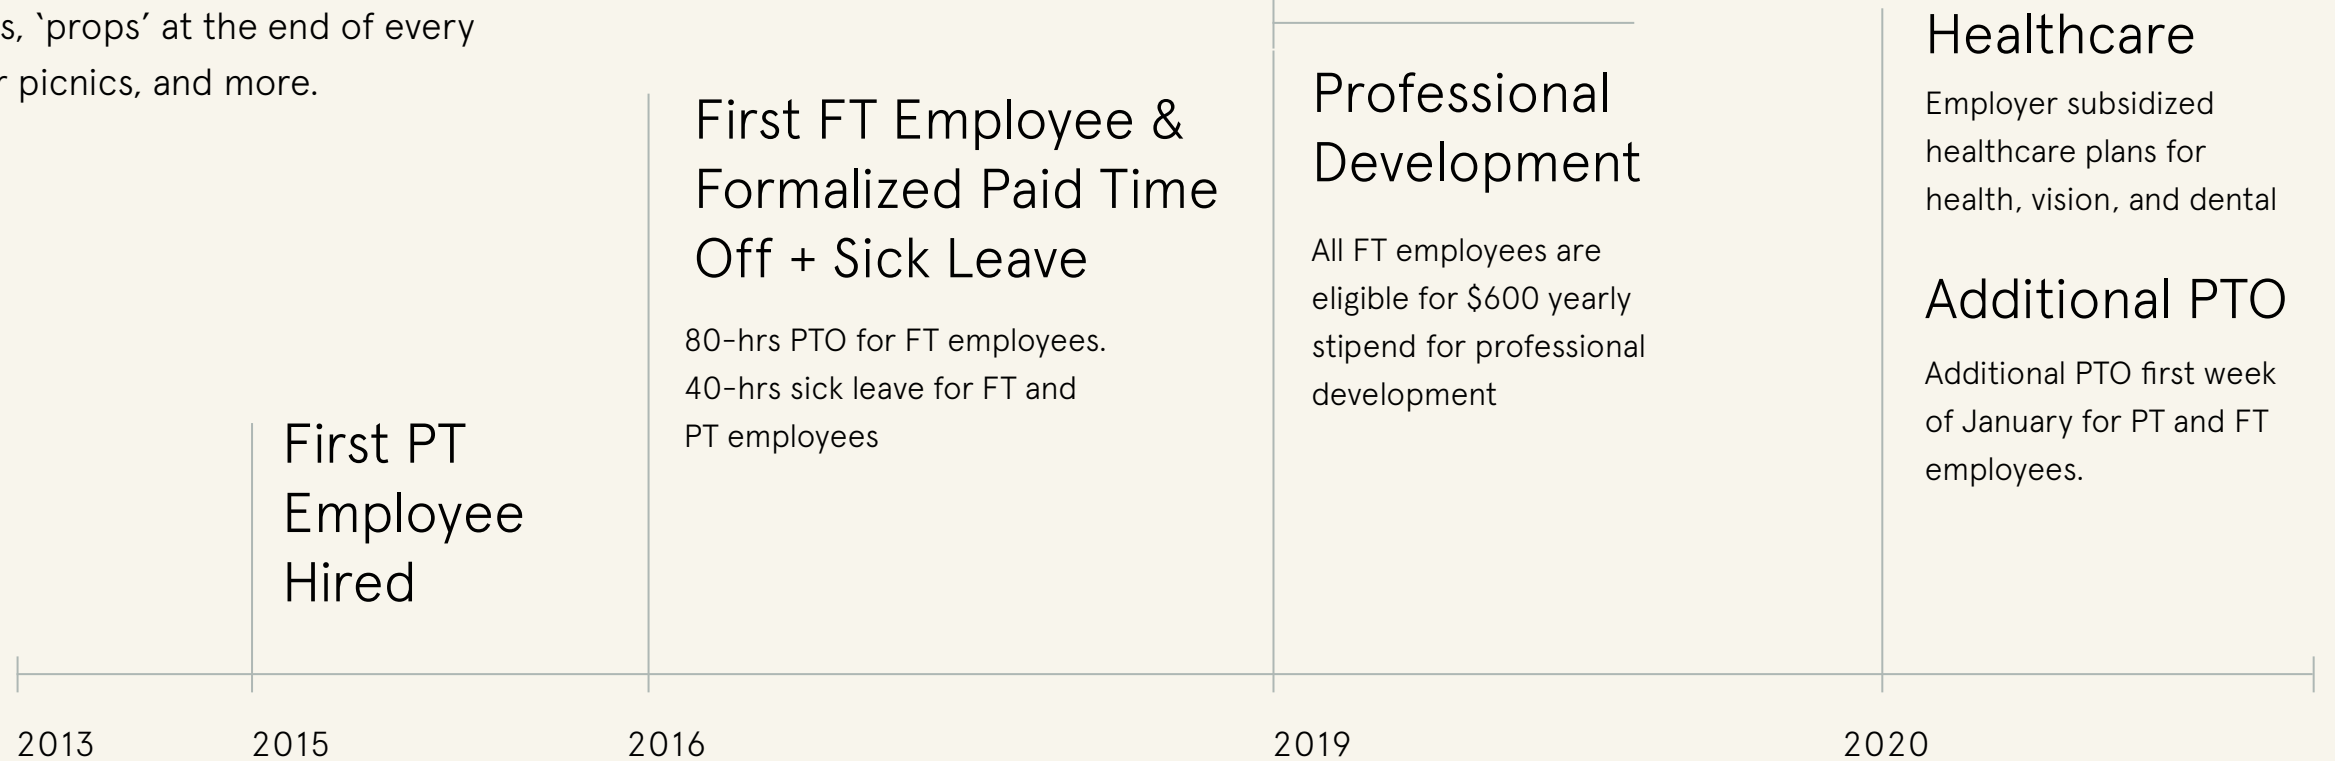 s, ‘props’ at the end of every
r picnics, and more.
First PT
Employee
Hired
First FT Employee &
Formalized Paid Time
Off + Sick Leave
80-hrs PTO for FT employees.
40-hrs sick leave for FT and
PT employees
Professional
Development
All FT employees are
eligible for $600 yearly
stipend for professional
development
Healthcare
Employer subsidized
healthcare plans for
health, vision, and dental
Additional PTO
Additional PTO first week
of January for PT and FT
employees.
2013
2015
2016
2019
2020